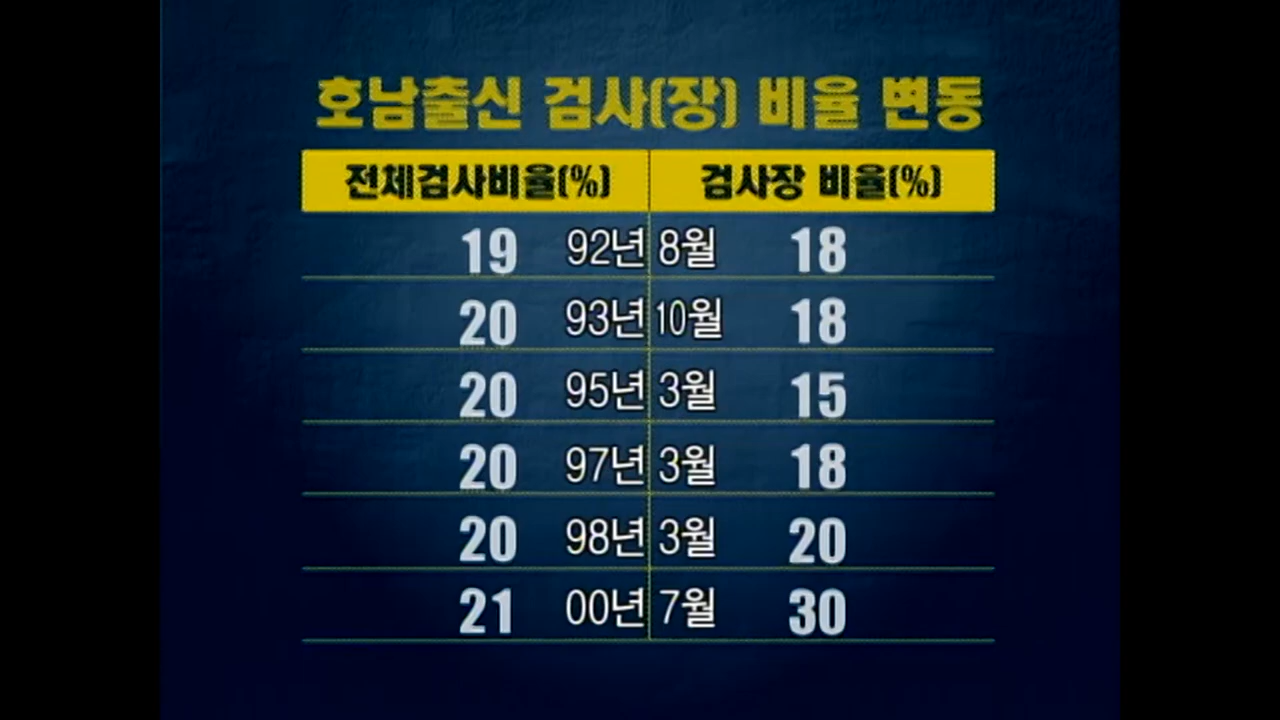 호남출신 검사(장) 비율 변동
전체검사비율(%) 검사장 비율(%)
19 92년 8월 18
20 93년 10월 18
20 95년 3월 15
20 97년 3월 18
20 98년 3월 20
21 00년 7월 30